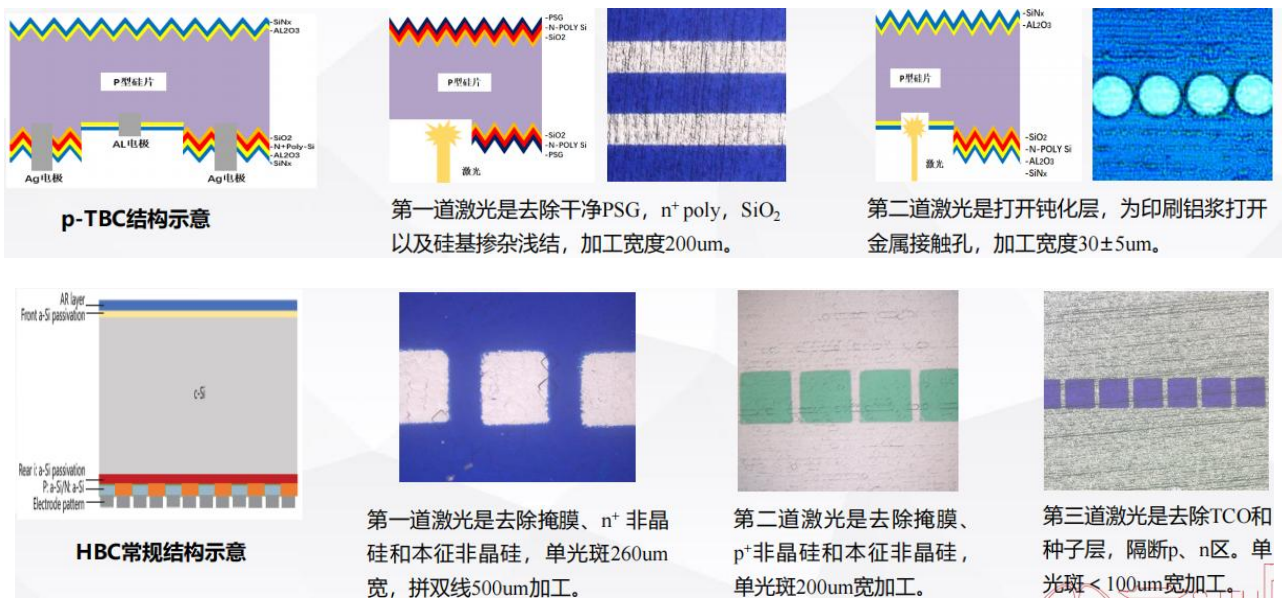 -SiNx
-AL2O3
P型硅片
AL电极
-SiO2
-N+Poly-Si
-AL2O3
-SiNx
Ag电极
Ag电极
p-TBC结构示意
-PSG
-N-POLY Si
-SiO2
P型硅片
激光
-SiO2
-N-POLY Si
-PSG
第一道激光是去除干净PSG，n⁺ poly，SiO₂
以及硅基掺杂浅结，加工宽度200um。
-SiNx
-AL2O3
P型硅片
激光
-SiO2
-N-POLY Si
-AL2O3
-SiNx
第二道激光是打开钝化层，为印刷铝浆打开
金属接触孔，加工宽度30±5um。
AR layer
Front a-Si passivation
c-Si
Rear i: a-Si passivation
P: a-Si/N: a-Si
Electrode pattern
HBC常规结构示意
第一道激光是去除掩膜、n⁺ 非晶
硅和本征非晶硅，单光斑260um
宽，拼双线500um加工。
第二道激光是去除掩膜、
p⁺非晶硅和本征非晶硅，
单光斑200um宽加工。
第三道激光是去除TCO和
种子层，隔断p、n区。单
光斑＜100um宽加工。